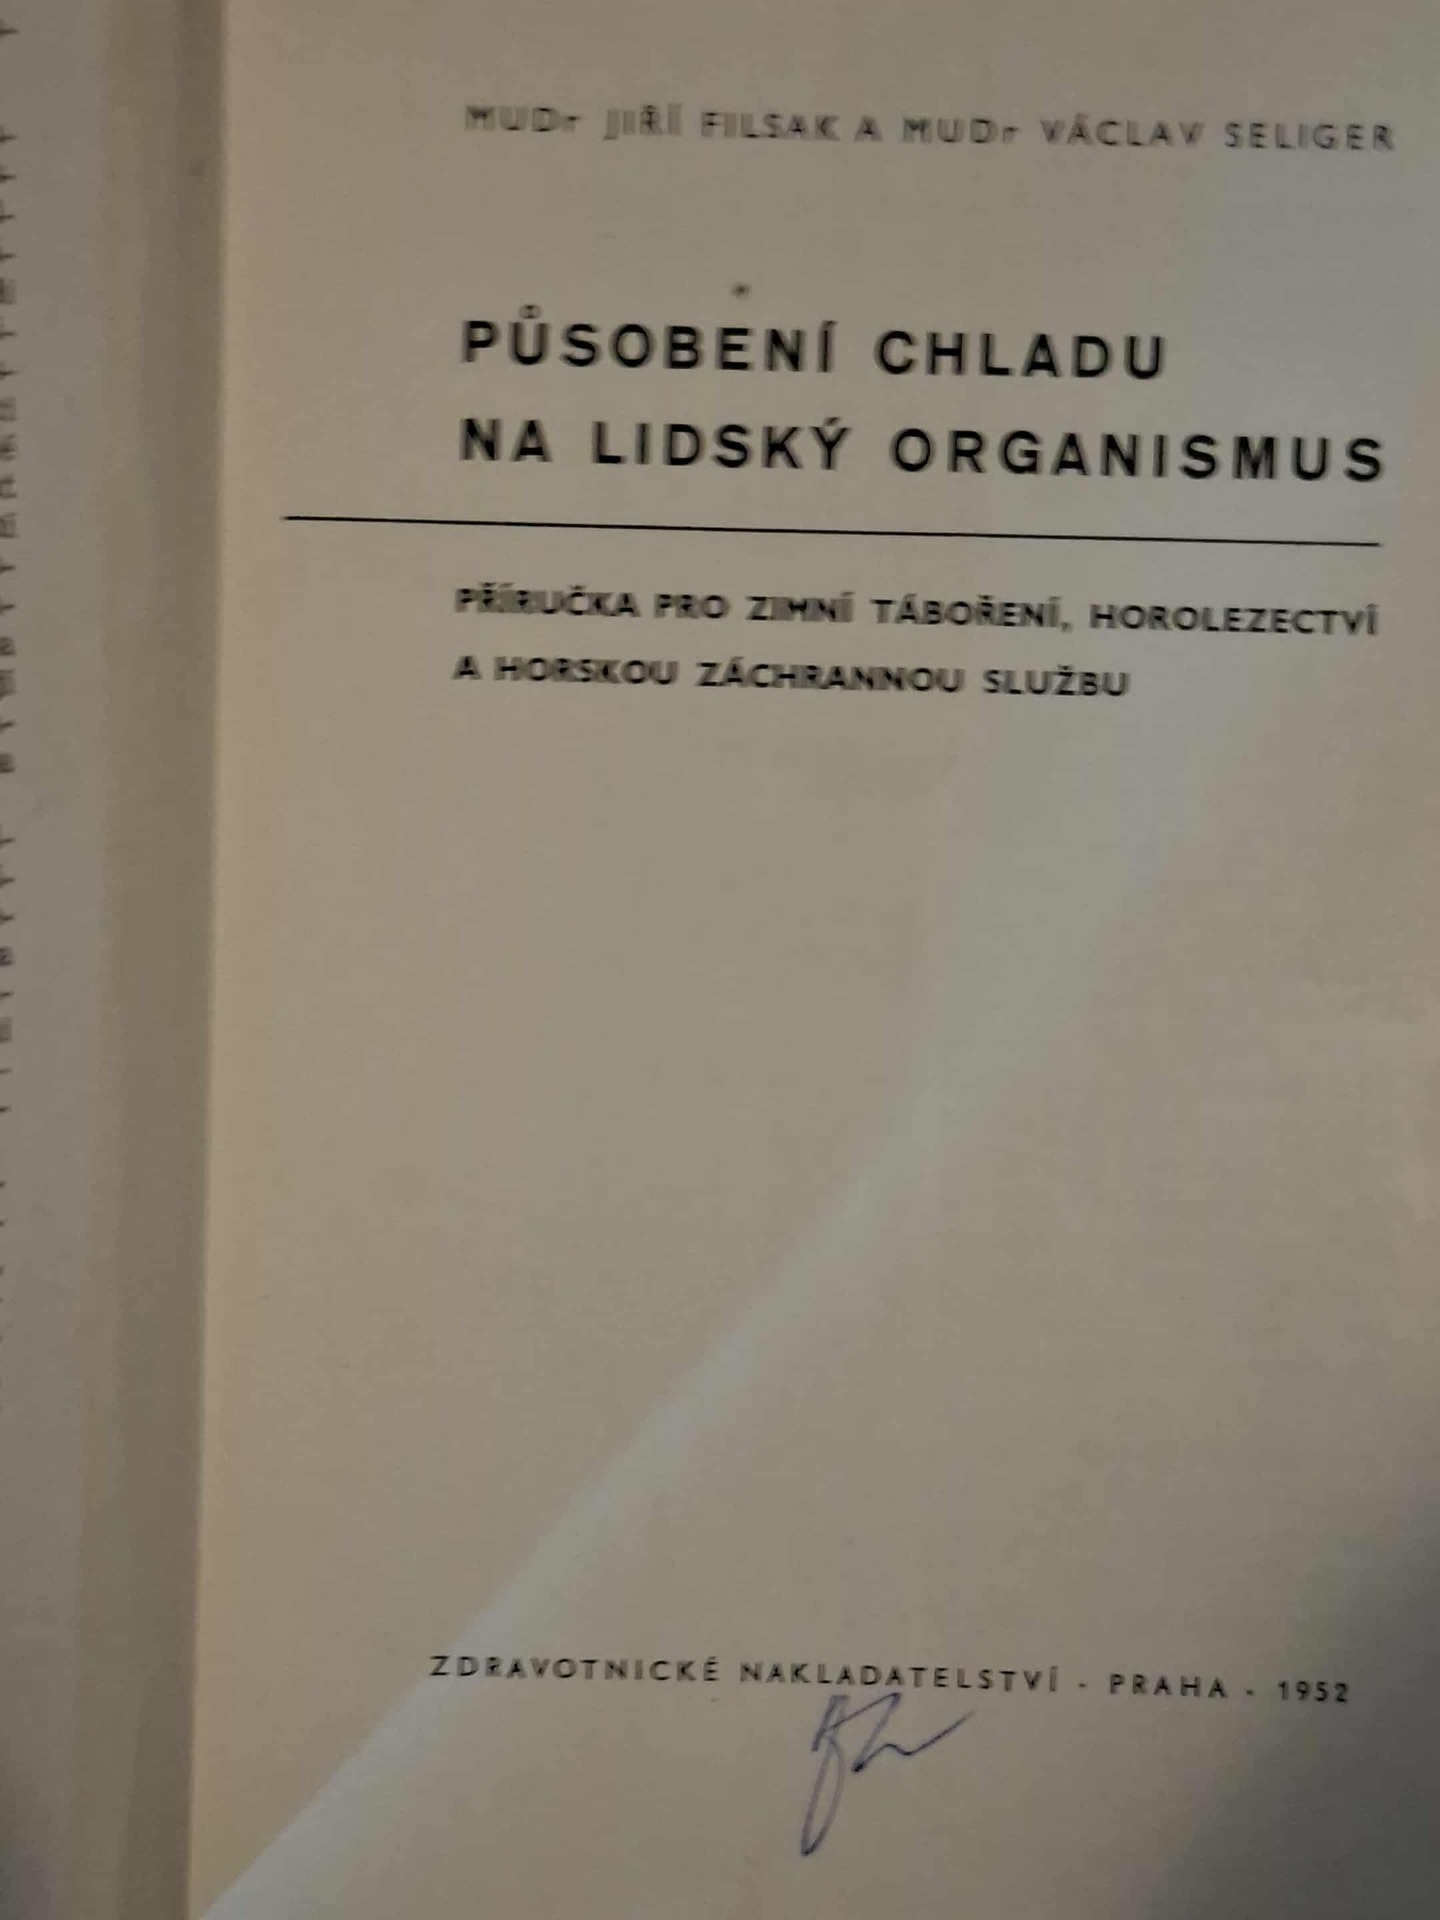 MUDr JIŘÍ FILSAK A MUDr VÁCLAV SELIGER
PŮSOBENÍ CHLADU
NA LIDSKÝ ORGANISMUS
PŘÍRUČKA PRO ZIMNÍ TÁBOŘENÍ, HOROLEZECTVÍ
A HORSKOU ZÁCHRANNOU SLUŽBU
ZDRAVOTNICKÉ NAKLADATELSTVÍ - PRAHA - 1952